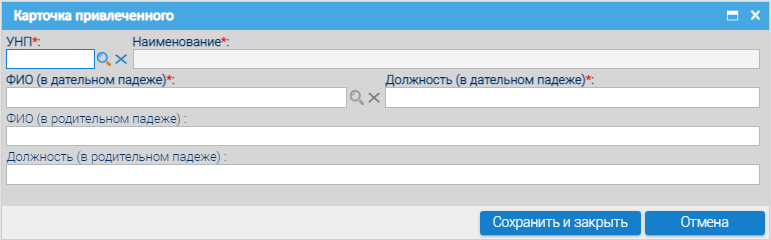 Карточка привлеченного
УНП*: Наименование*:
ФИО (в дательном падеже)*: Должность (в дательном падеже)*:
ФИО (в родительном падеже) :
Должность (в родительном падеже) :
Сохранить и закрыть Отмена